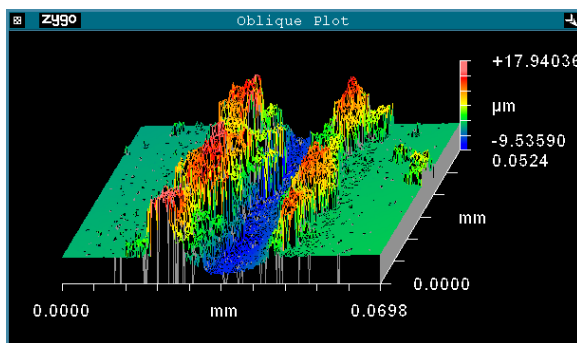 zygo
Oblique Plot
+17.94036
µm
-9.53590
0.0524
mm
0.0000
0.0000
mm
0.0698